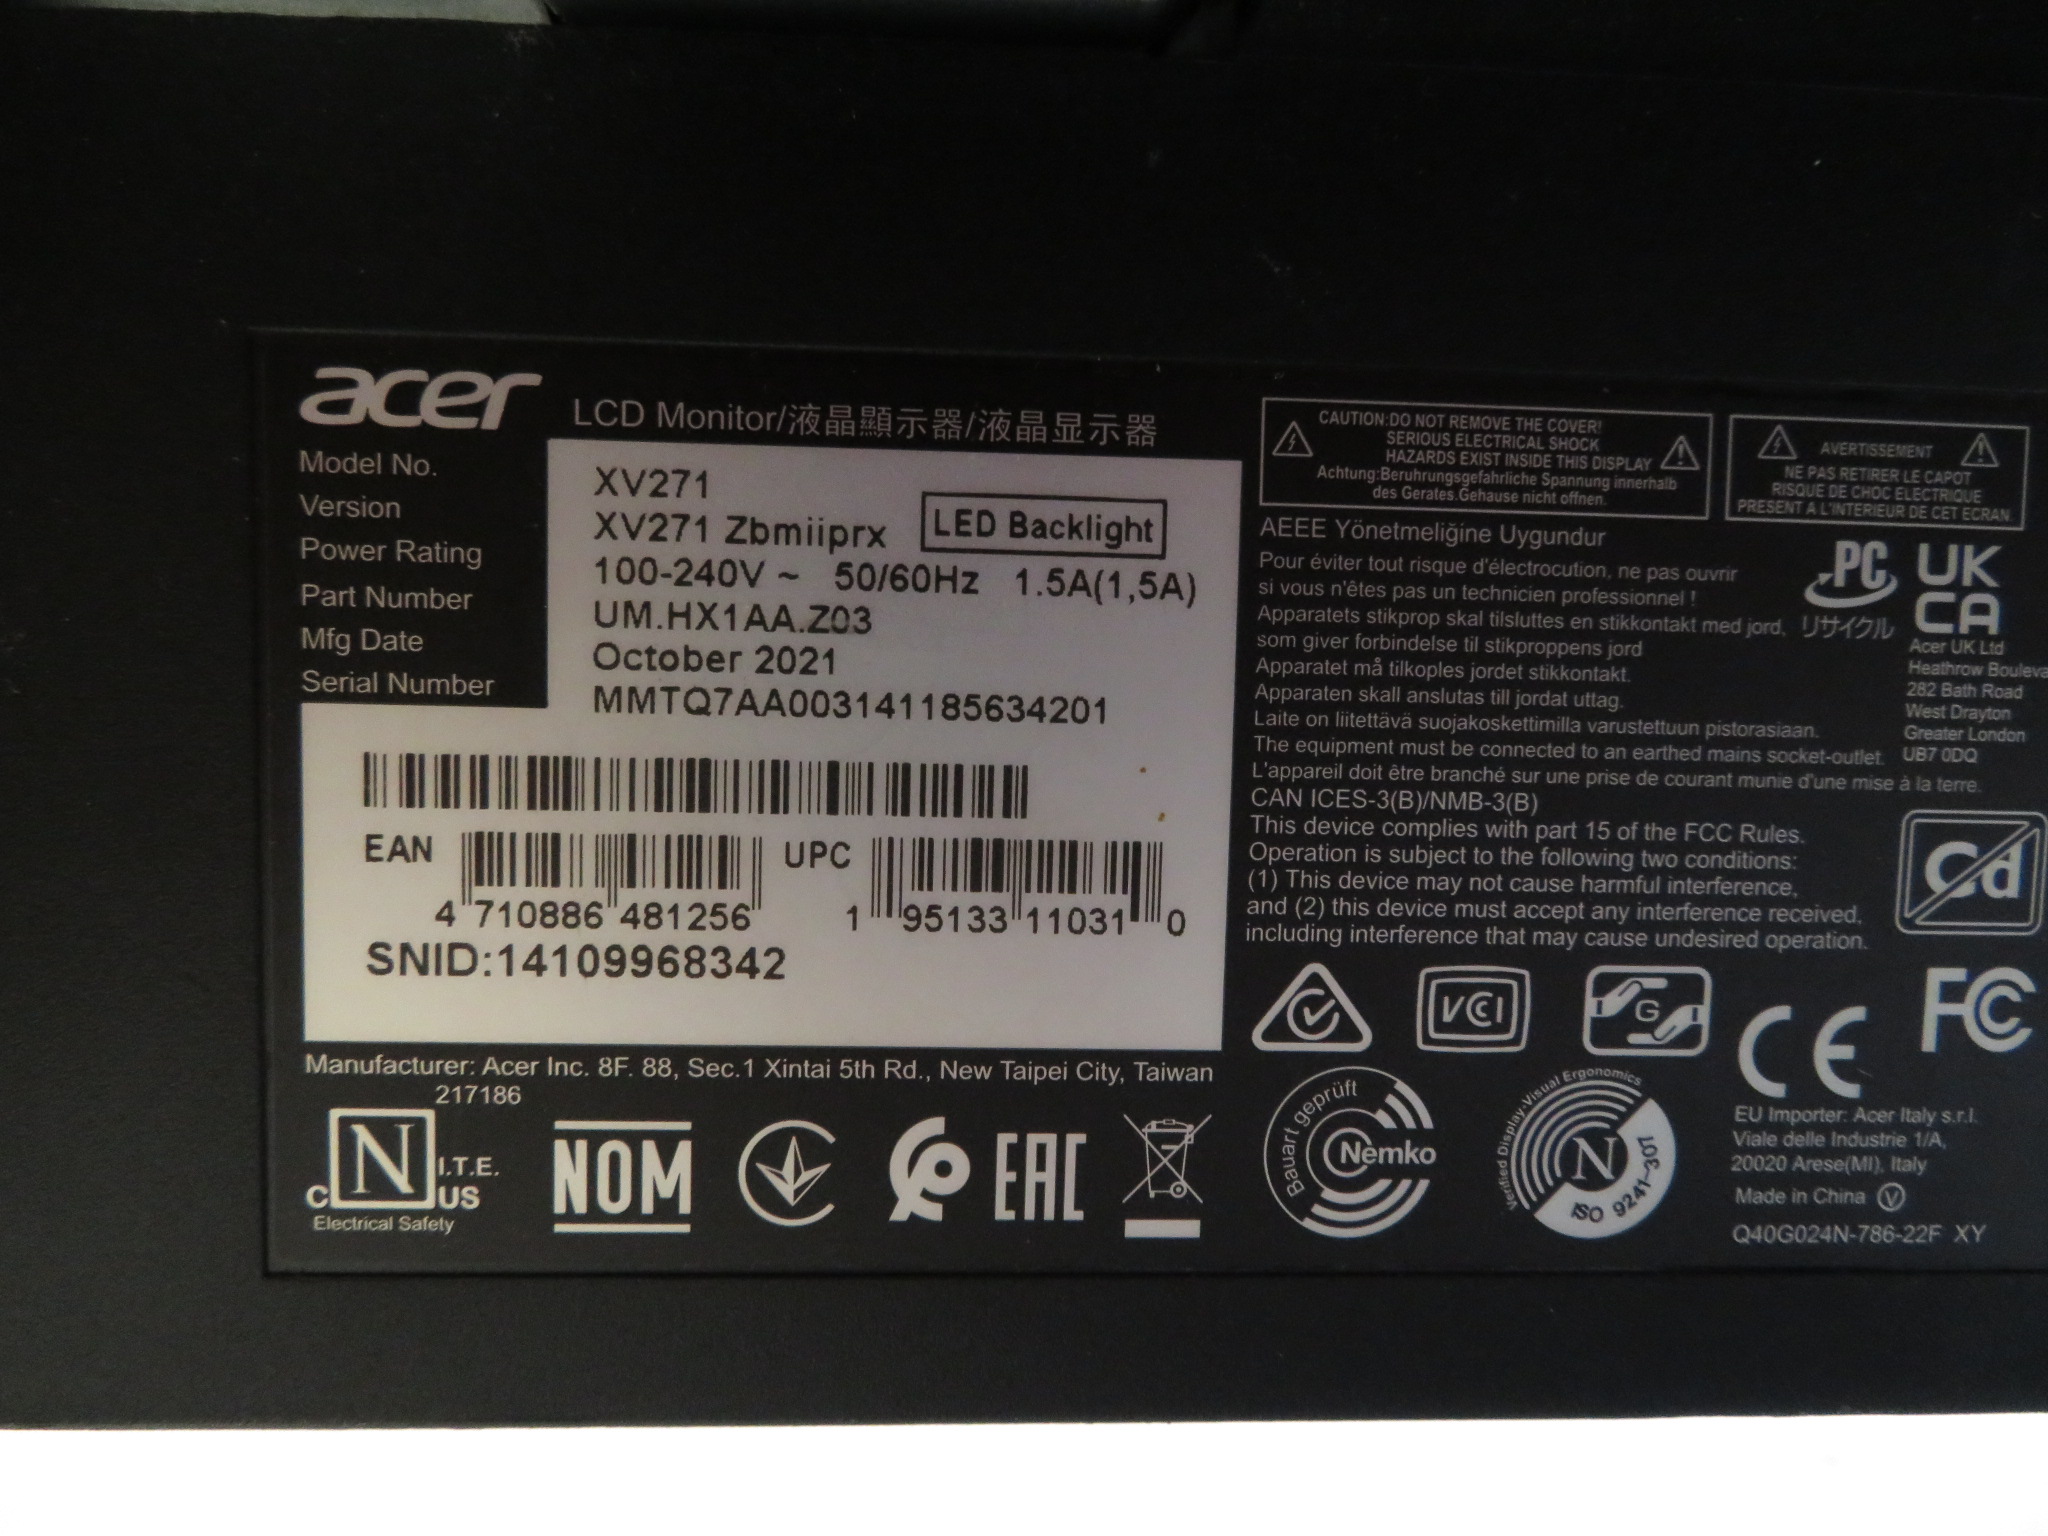 acer
LCD Monitor/液晶顯示器/液晶显示器
Model No. XV271
Version XV271 Zbmiiprx
LED Backlight
Power Rating 100-240V ~ 50/60Hz 1.5A(1,5A)
Part Number UM.HX1AA.Z03
Mfg Date October 2021
Serial Number MMTQ7AA003141185634201
EAN 4 710886 481256
UPC 1 95133 11031 0
SNID:14109968342
Manufacturer: Acer Inc. 8F. 88, Sec.1 Xintai 5th Rd., New Taipei City, Taiwan
217186
N
I.T.E.
C US
Electrical Safety
NOM
EAC
CAUTION:DO NOT REMOVE THE COVER!
SERIOUS ELECTRICAL SHOCK
HAZARDS EXIST INSIDE THIS DISPLAY
Achtung:Beruhrungsgefahrliche Spannung innerhalb
des Gerates.Gehause nicht offnen.
AVERTISSEMENT
NE PAS RETIRER LE CAPOT
RISQUE DE CHOC ELECTRIQUE
PRESENT A L'INTERIEUR DE CET ECRAN.
AEEE Yönetmeliğine Uygundur
Pour éviter tout risque d'électrocution, ne pas ouvrir
si vous n'êtes pas un technicien professionnel !
Apparatets stikprop skal tilsluttes en stikkontakt med jord,
som giver forbindelse til stikproppens jord
Apparatet må tilkoples jordet stikkontakt.
Apparaten skall anslutas till jordat uttag.
Laite on liitettävä suojakoskettimilla varustettuun pistorasiaan.
The equipment must be connected to an earthed mains socket-outlet.
L'appareil doit être branché sur une prise de courant munie d'une mise à la terre.
CAN ICES-3(B)/NMB-3(B)
This device complies with part 15 of the FCC Rules.
Operation is subject to the following two conditions:
(1) This device may not cause harmful interference,
and (2) this device must accept any interference received,
including interference that may cause undesired operation.
PC
リサイクル
UK
CA
Acer UK Ltd
Heathrow Bouleva
282 Bath Road
West Drayton
Greater London
UB7 0DQ
Cd
VCCI
G
CE
FC
Bauart geprüft
Nemko
Verified Display-Visual Ergonomics
N
ISO 9241-307
EU Importer: Acer Italy s.r.l.
Viale delle Industrie 1/A,
20020 Arese(MI), Italy
Made in China V
Q40G024N-786-22F XY